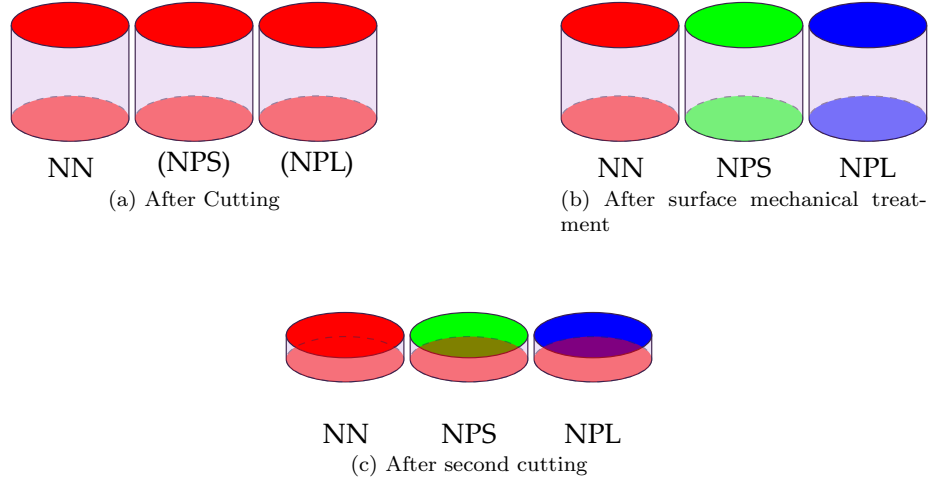 NN (NPS) (NPL)
(a) After Cutting
NN NPS NPL
(b) After surface mechanical treat-
ment
NN NPS NPL
(c) After second cutting